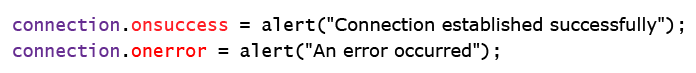 connection.onsuccess = alert("Connection established successfully");
connection.onerror = alert("An error occurred");